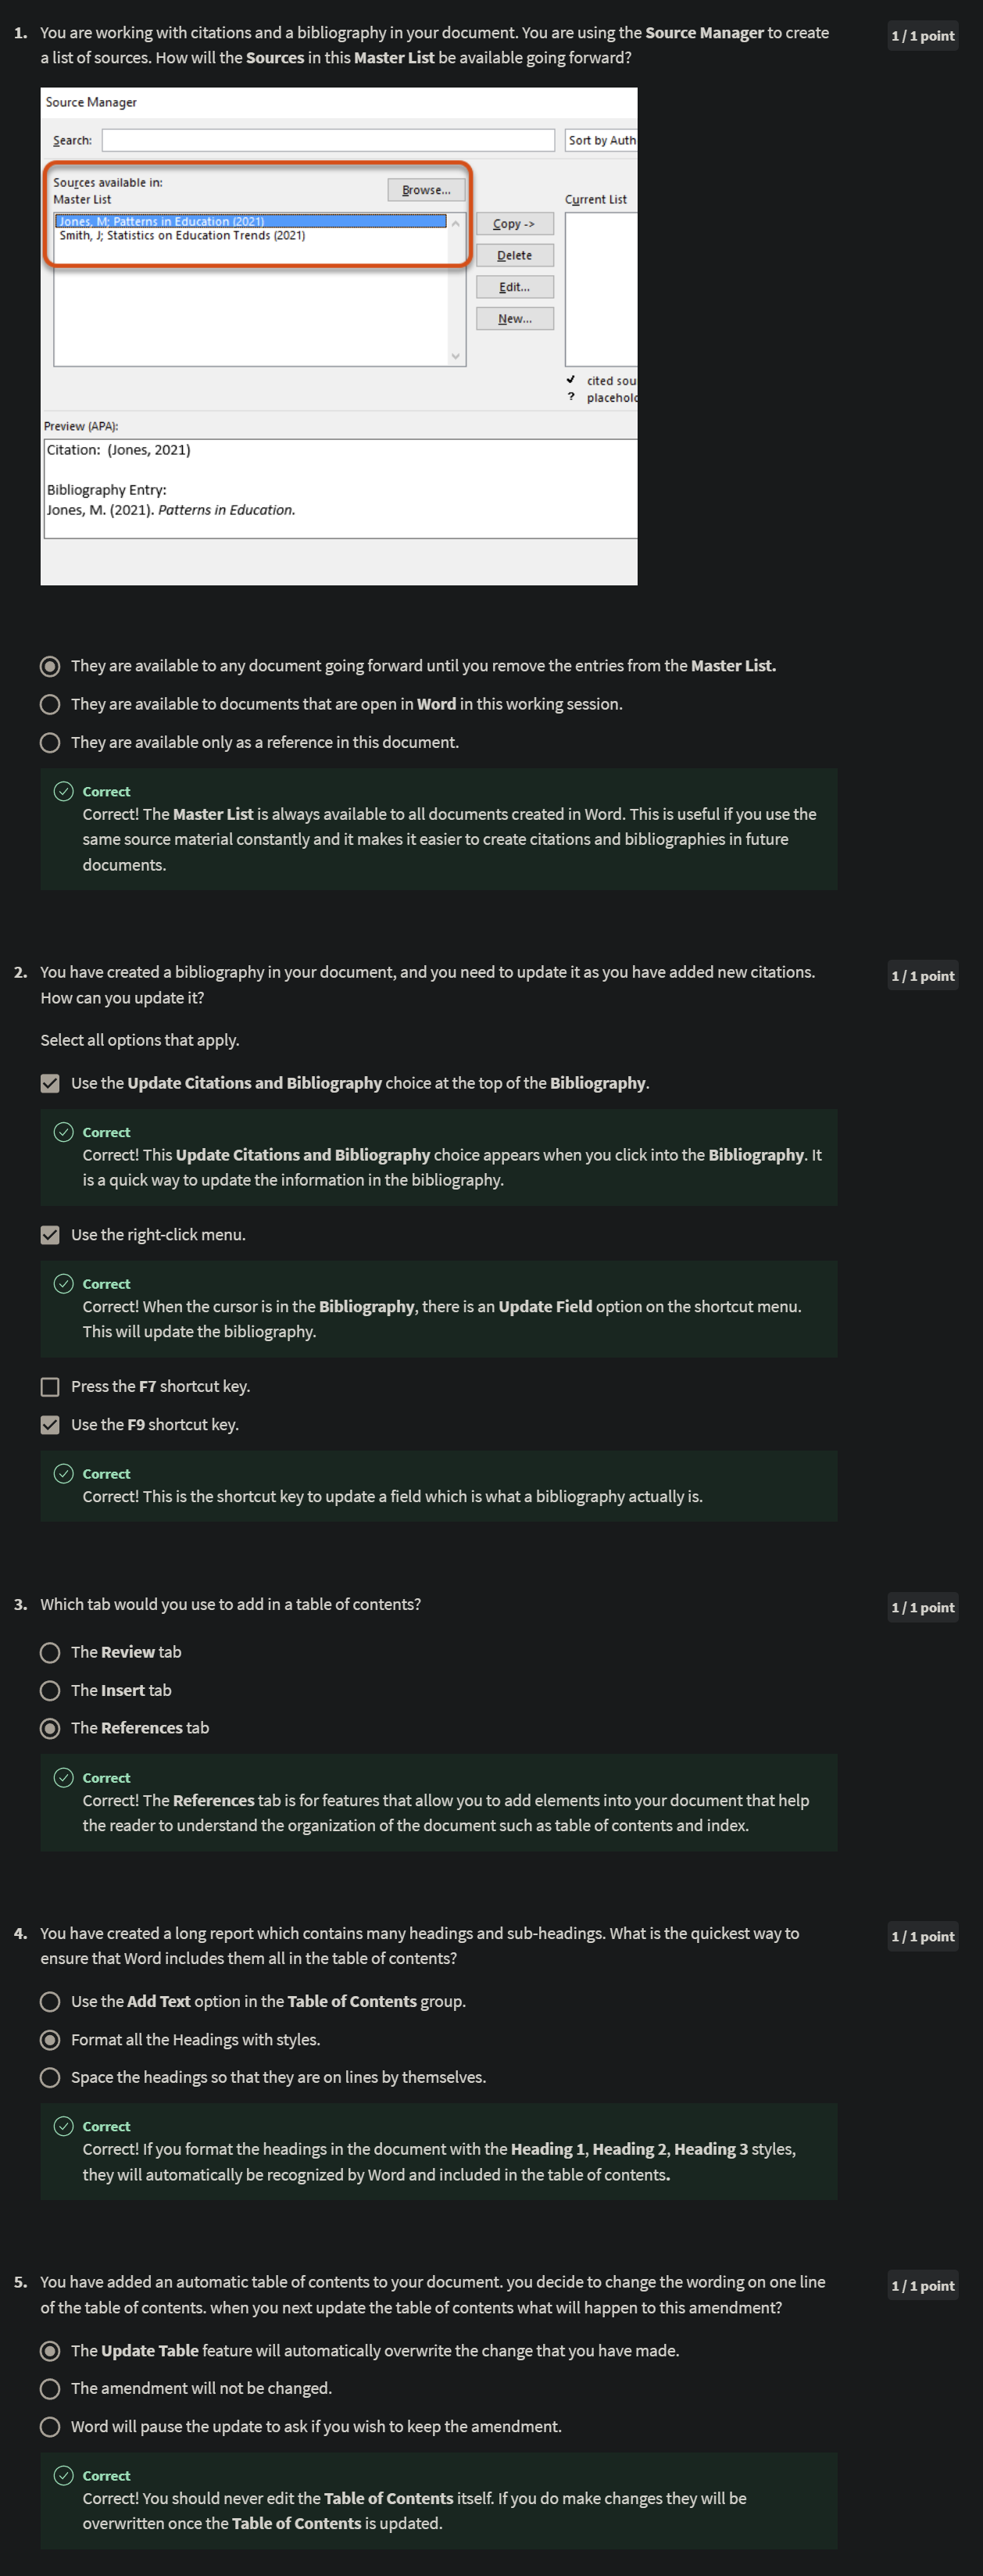 1. You are working with citations and a bibliography in your document. You are using the Source Manager to create
1 / 1 point
a list of sources. How will the Sources in this Master List be available going forward?
Source Manager
Search:
Sort by Auth
Sources available in:
Master List
Browse...
Current List
Jones, M; Patterns in Education (2021)
Smith, J; Statistics on Education Trends (2021)
Copy ->
Delete
Edit...
New...
cited sou
? placehol
Preview (APA):
Citation: (Jones, 2021)
Bibliography Entry:
Jones, M. (2021). Patterns in Education.
They are available to any document going forward until you remove the entries from the Master List.
They are available to documents that are open in Word in this working session.
They are available only as a reference in this document.
Correct
Correct! The Master List is always available to all documents created in Word. This is useful if you use the
same source material constantly and it makes it easier to create citations and bibliographies in future
documents.
2. You have created a bibliography in your document, and you need to update it as you have added new citations.
1 / 1 point
How can you update it?
Select all options that apply.
Use the Update Citations and Bibliography choice at the top of the Bibliography.
Correct
Correct! This Update Citations and Bibliography choice appears when you click into the Bibliography. It
is a quick way to update the information in the bibliography.
Use the right-click menu.
Correct
Correct! When the cursor is in the Bibliography, there is an Update Field option on the shortcut menu.
This will update the bibliography.
Press the F7 shortcut key.
Use the F9 shortcut key.
Correct
Correct! This is the shortcut key to update a field which is what a bibliography actually is.
3. Which tab would you use to add in a table of contents?
1 / 1 point
The Review tab
The Insert tab
The References tab
Correct
Correct! The References tab is for features that allow you to add elements into your document that help
the reader to understand the organization of the document such as table of contents and index.
4. You have created a long report which contains many headings and sub-headings. What is the quickest way to
1 / 1 point
ensure that Word includes them all in the table of contents?
Use the Add Text option in the Table of Contents group.
Format all the Headings with styles.
Space the headings so that they are on lines by themselves.
Correct
Correct! If you format the headings in the document with the Heading 1, Heading 2, Heading 3 styles,
they will automatically be recognized by Word and included in the table of contents.
5. You have added an automatic table of contents to your document. you decide to change the wording on one line
1 / 1 point
of the table of contents. when you next update the table of contents what will happen to this amendment?
The Update Table feature will automatically overwrite the change that you have made.
The amendment will not be changed.
Word will pause the update to ask if you wish to keep the amendment.
Correct
Correct! You should never edit the Table of Contents itself. If you do make changes they will be
overwritten once the Table of Contents is updated.